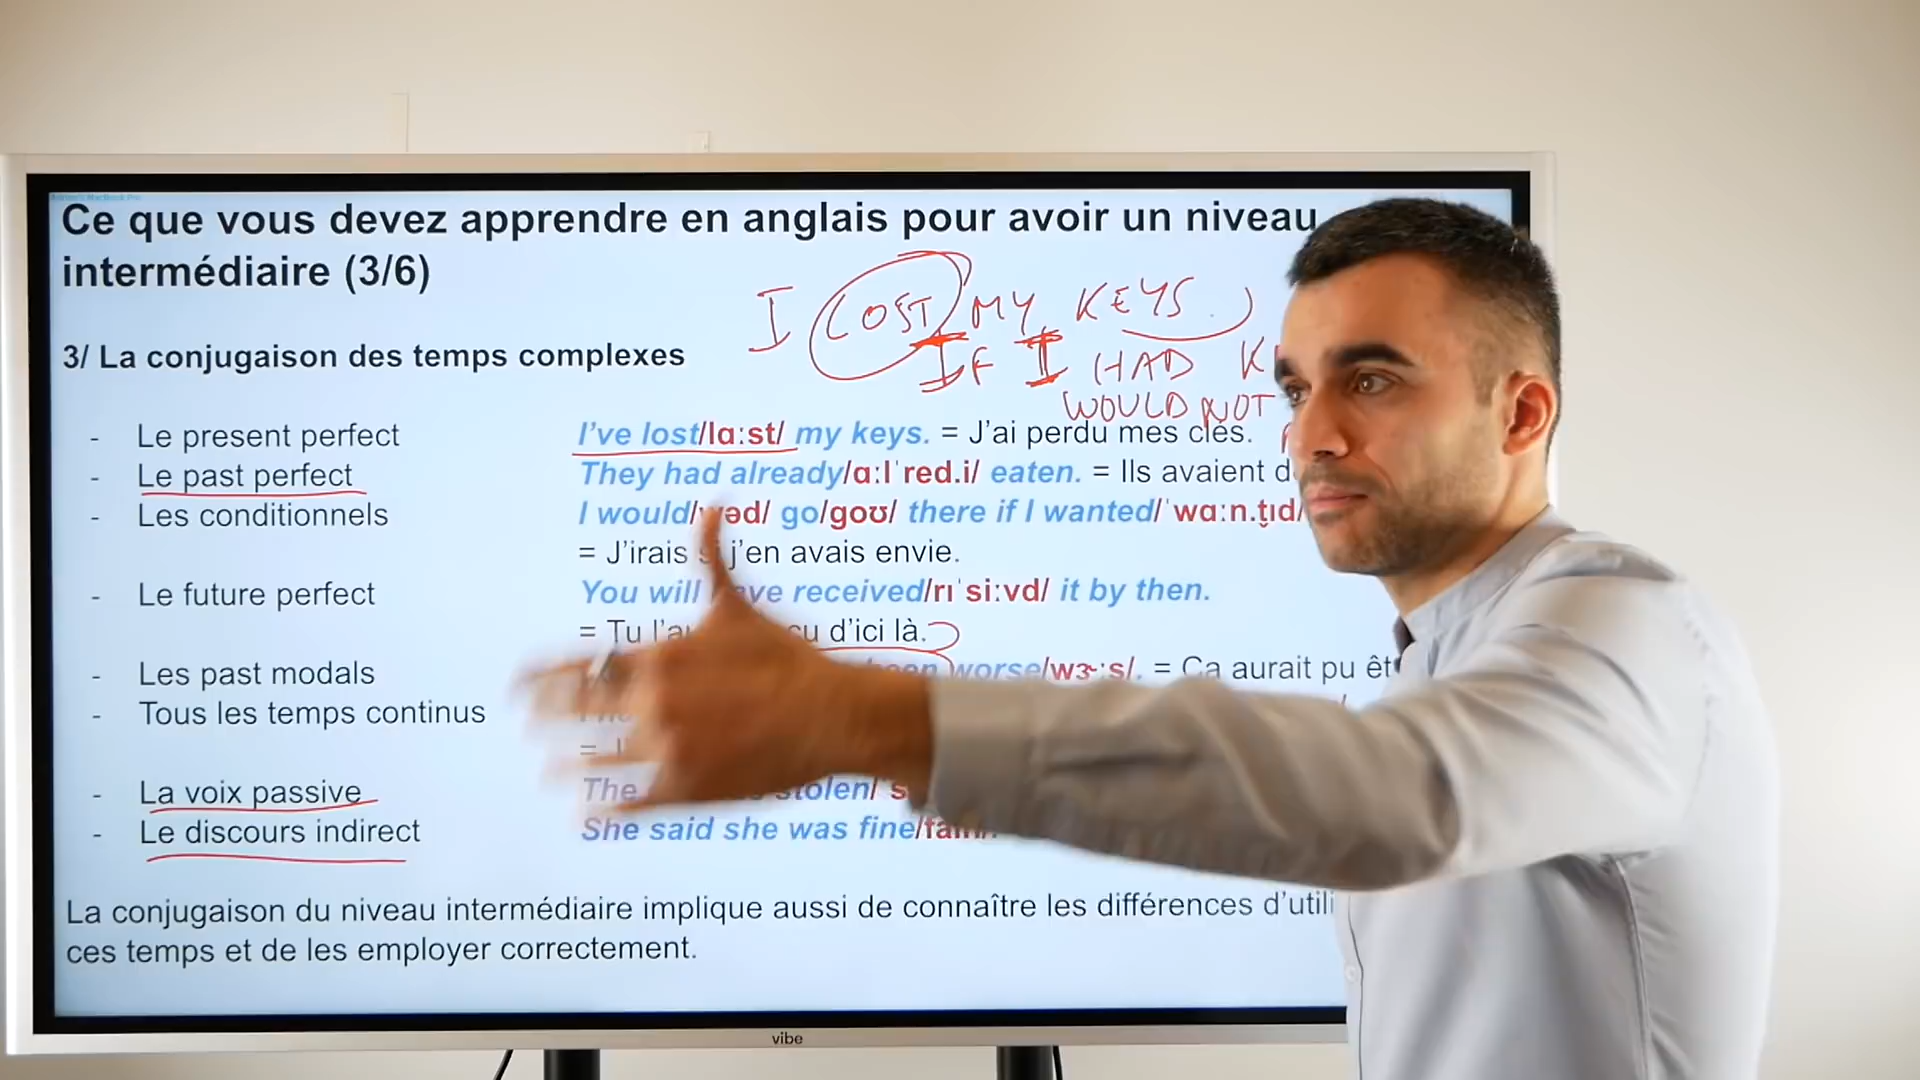 Ce que vous devez apprendre en anglais pour avoir un niveau
intermédiaire (3/6)
I LOST MY KEYS
3/ La conjugaison des temps complexes
IF I HAD
WOULD NOT
- Le present perfect I've lost/lɑːst/ my keys. = J'ai perdu mes clés.
- Le past perfect They had already/ɑːlˈred.i/ eaten. = Ils avaient
- Les conditionnels I would/ go/goʊ/ there if I wanted/ˈwɑːn.t̬ɪd/
= J'irais si j'en avais envie.
- Le future perfect You will have received/rɪˈsiːvd/ it by then.
= Tu d'ici là.
- Les past modals been worse/wɝːs/. = Ça aurait pu
- Tous les temps continus
- La voix passive The stolen/
- Le discours indirect She said she was fine/
La conjugaison du niveau intermédiaire implique aussi de connaître les différences
ces temps et de les employer correctement.
vibe